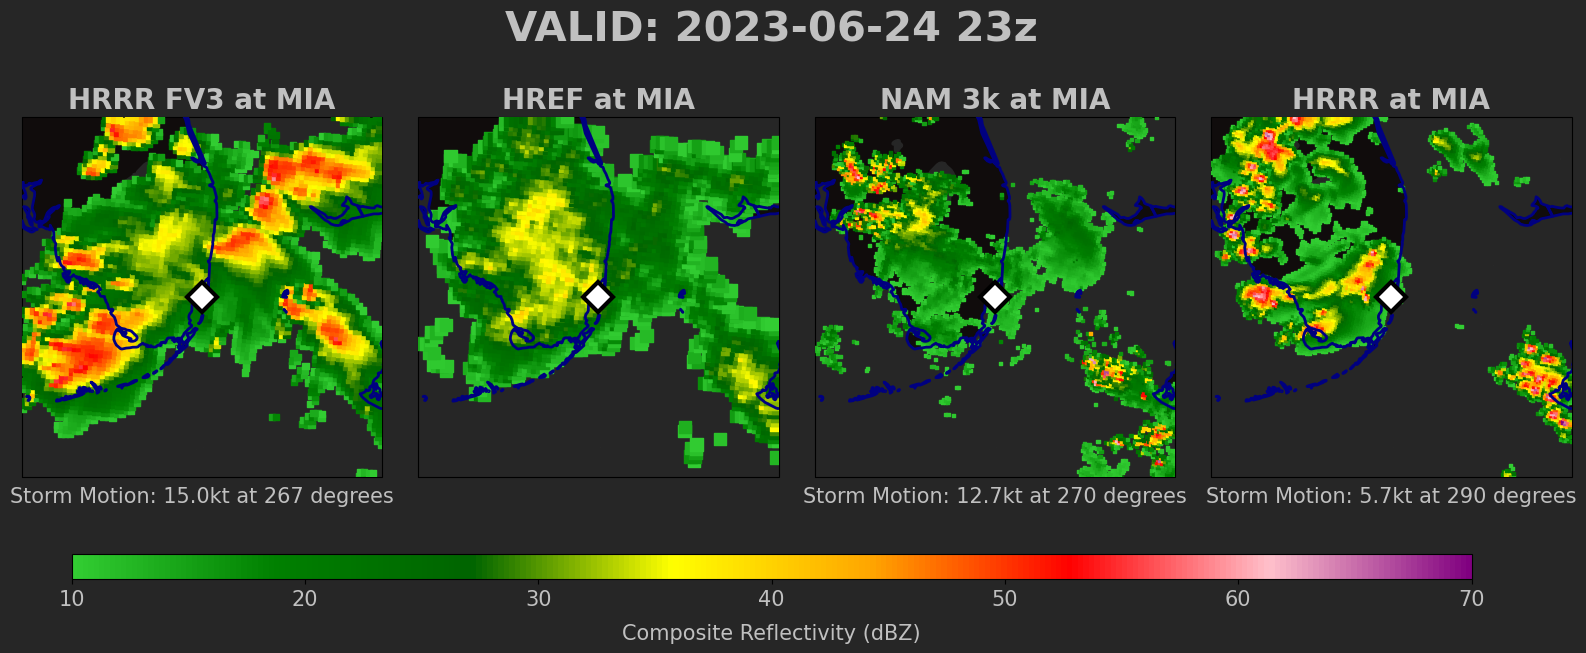 VALID: 2023-06-24 23z
HRRR FV3 at MIA
HREF at MIA
NAM 3k at MIA
HRRR at MIA
Storm Motion: 15.0kt at 267 degrees
Storm Motion: 12.7kt at 270 degrees
Storm Motion: 5.7kt at 290 degrees
10 20 30 40 50 60 70
Composite Reflectivity (dBZ)